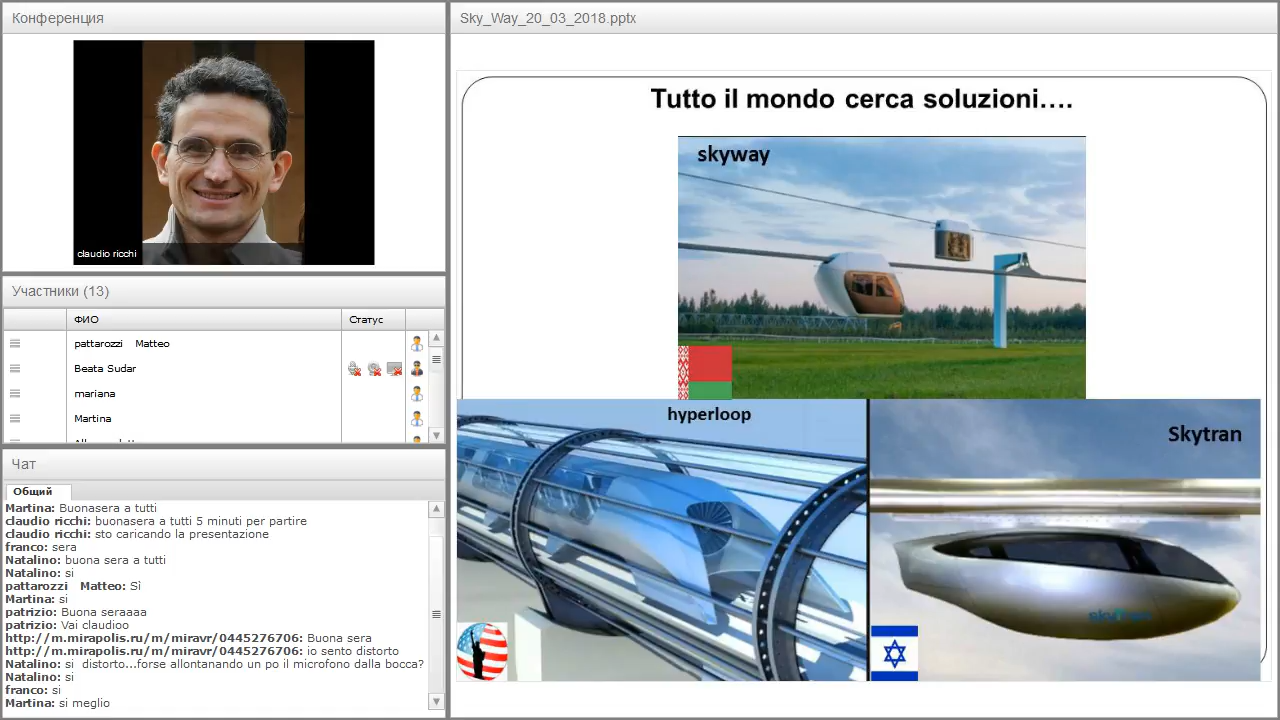 Конференция
claudio ricchi
Участники (13)
ФИО
Статус
pattarozzi Matteo
Beata Sudar
mariana
Martina
Чат
Общий
Martina: Buonasera a tutti
claudio ricchi: buonasera a tutti 5 minuti per partire
claudio ricchi: sto caricando la presentazione
franco: sera
Natalino: buona sera a tutti
Natalino: si
pattarozzi Matteo: Sì
Martina: si
patrizio: Buona seraaaa
patrizio: Vai claudioo
http://m.mirapolis.ru/m/miravr/0445276706: Buona sera
http://m.mirapolis.ru/m/miravr/0445276706: io sento distorto
Natalino: si distorto...forse allontanando un po il microfono dalla bocca?
Natalino: si
franco: si
Martina: si meglio
Sky_Way_20_03_2018.pptx
Tutto il mondo cerca soluzioni….
skyway
hyperloop
Skytran